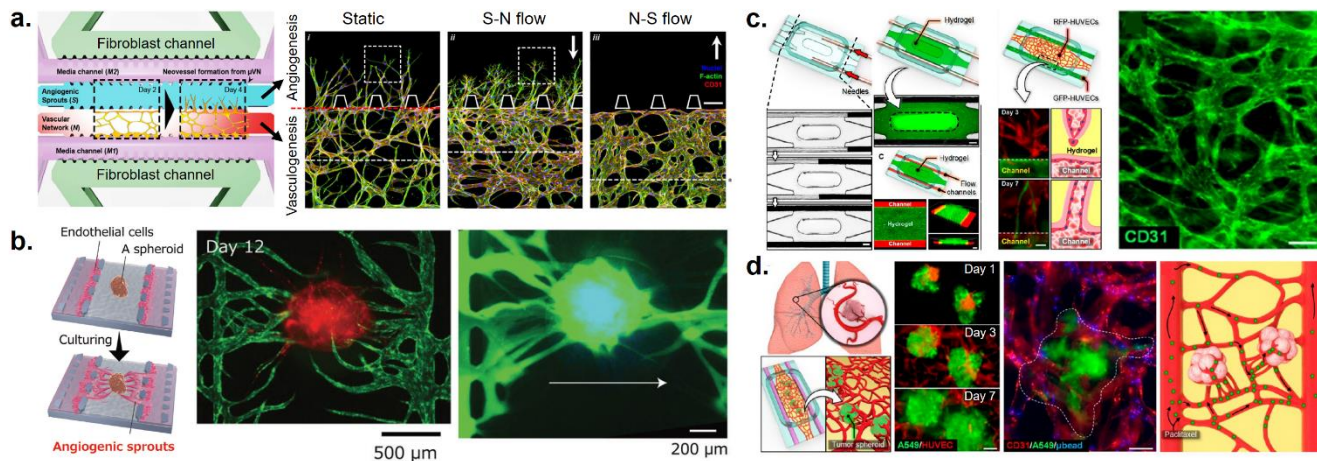 a.
Fibroblast channel
Media channel (M2)
Neovessel formation from μVN
Angiogenic
Sprouts (S)
Day 2
Day 4
Vascular
Network (N)
Media channel (M1)
Fibroblast channel
Static
S-N flow
N-S flow
Angiogenesis
Vasculogenesis
i
ii
iii
Nuclei
F-actin
CD31
b.
Endothelial cells
A spheroid
Culturing
Angiogenic sprouts
Day 12
500 μm
200 μm
c.
Hydrogel
Needles
C
Hydrogel
Flow
channels
Channel
Hydrogel
Channel
RFP-HUVECs
GFP-HUVECs
Day 3
Channel
Hydrogel
Channel
Day 7
Channel
Channel
CD31
d.
Tumor spheroid
Day 1
Day 3
Day 7
A549/HUVEC
CD31/A549/μbead
Paclitaxel